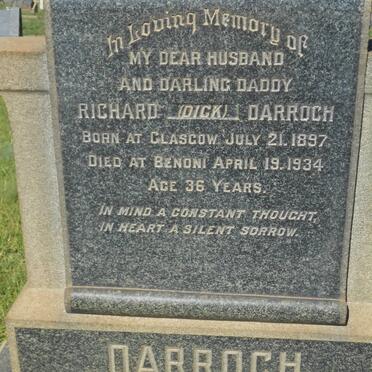 In Loving Memory of
MY DEAR HUSBAND
AND DARLING DADDY
RICHARD (DICK) DARROCH
BORN AT GLASGOW JULY 21.1897
DIED AT BENONI APRIL 19.1934
AGE 36 YEARS.
IN MIND A CONSTANT THOUGHT,
IN HEART A SILENT SORROW.
DARROCH